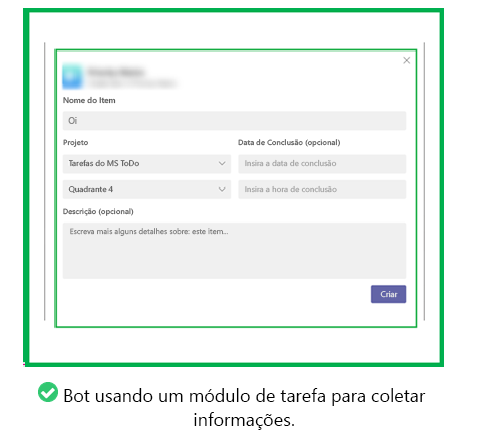 Nome do Item
Oi
Projeto
Data de Conclusão (opcional)
Tarefas do MS ToDo
Insira a data de conclusão
Quadrante 4
Insira a hora de conclusão
Descrição (opcional)
Escreva mais alguns detalhes sobre: este item...
Criar
Bot usando um módulo de tarefa para coletar
informações.